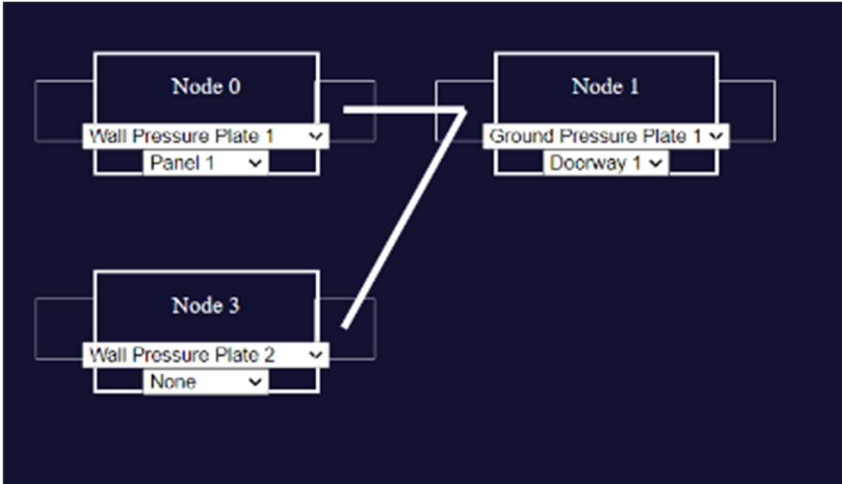 Node 0
Wall Pressure Plate 1
Panel 1
Node 1
Ground Pressure Plate 1
Doorway 1
Node 3
Wall Pressure Plate 2
None